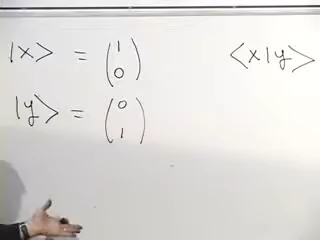 |x> = (1 0) <x|y>
|y> = (0 1)